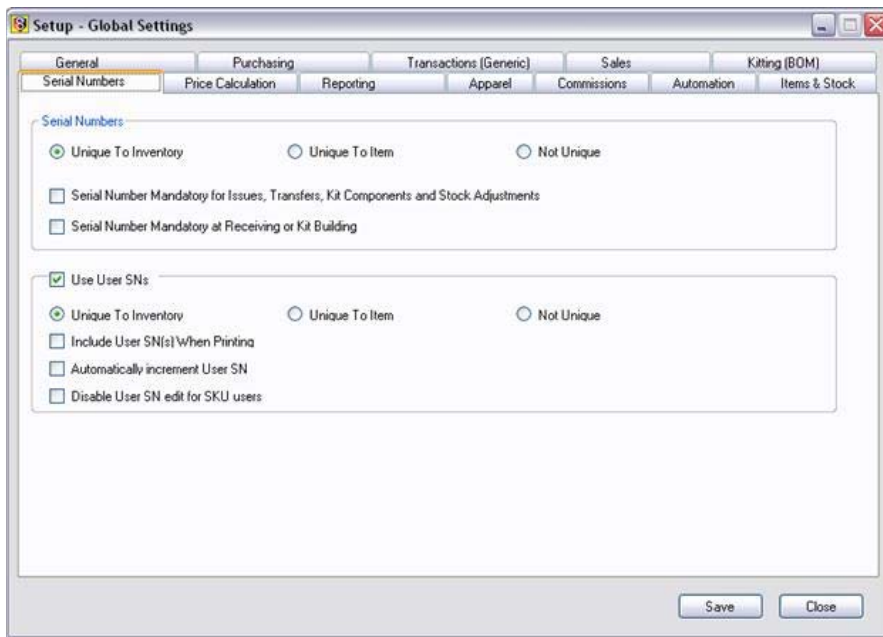 Setup - Global Settings
General Purchasing Transactions (Generic) Sales Kitting (BOM)
Serial Numbers Price Calculation Reporting Apparel Commissions Automation Items & Stock
Serial Numbers
Unique To Inventory Unique To Item Not Unique
Serial Number Mandatory for Issues, Transfers, Kit Components and Stock Adjustments
Serial Number Mandatory at Receiving or Kit Building
Use User SNs
Unique To Inventory Unique To Item Not Unique
Include User SN(s) When Printing
Automatically increment User SN
Disable User SN edit for SKU users
Save Close